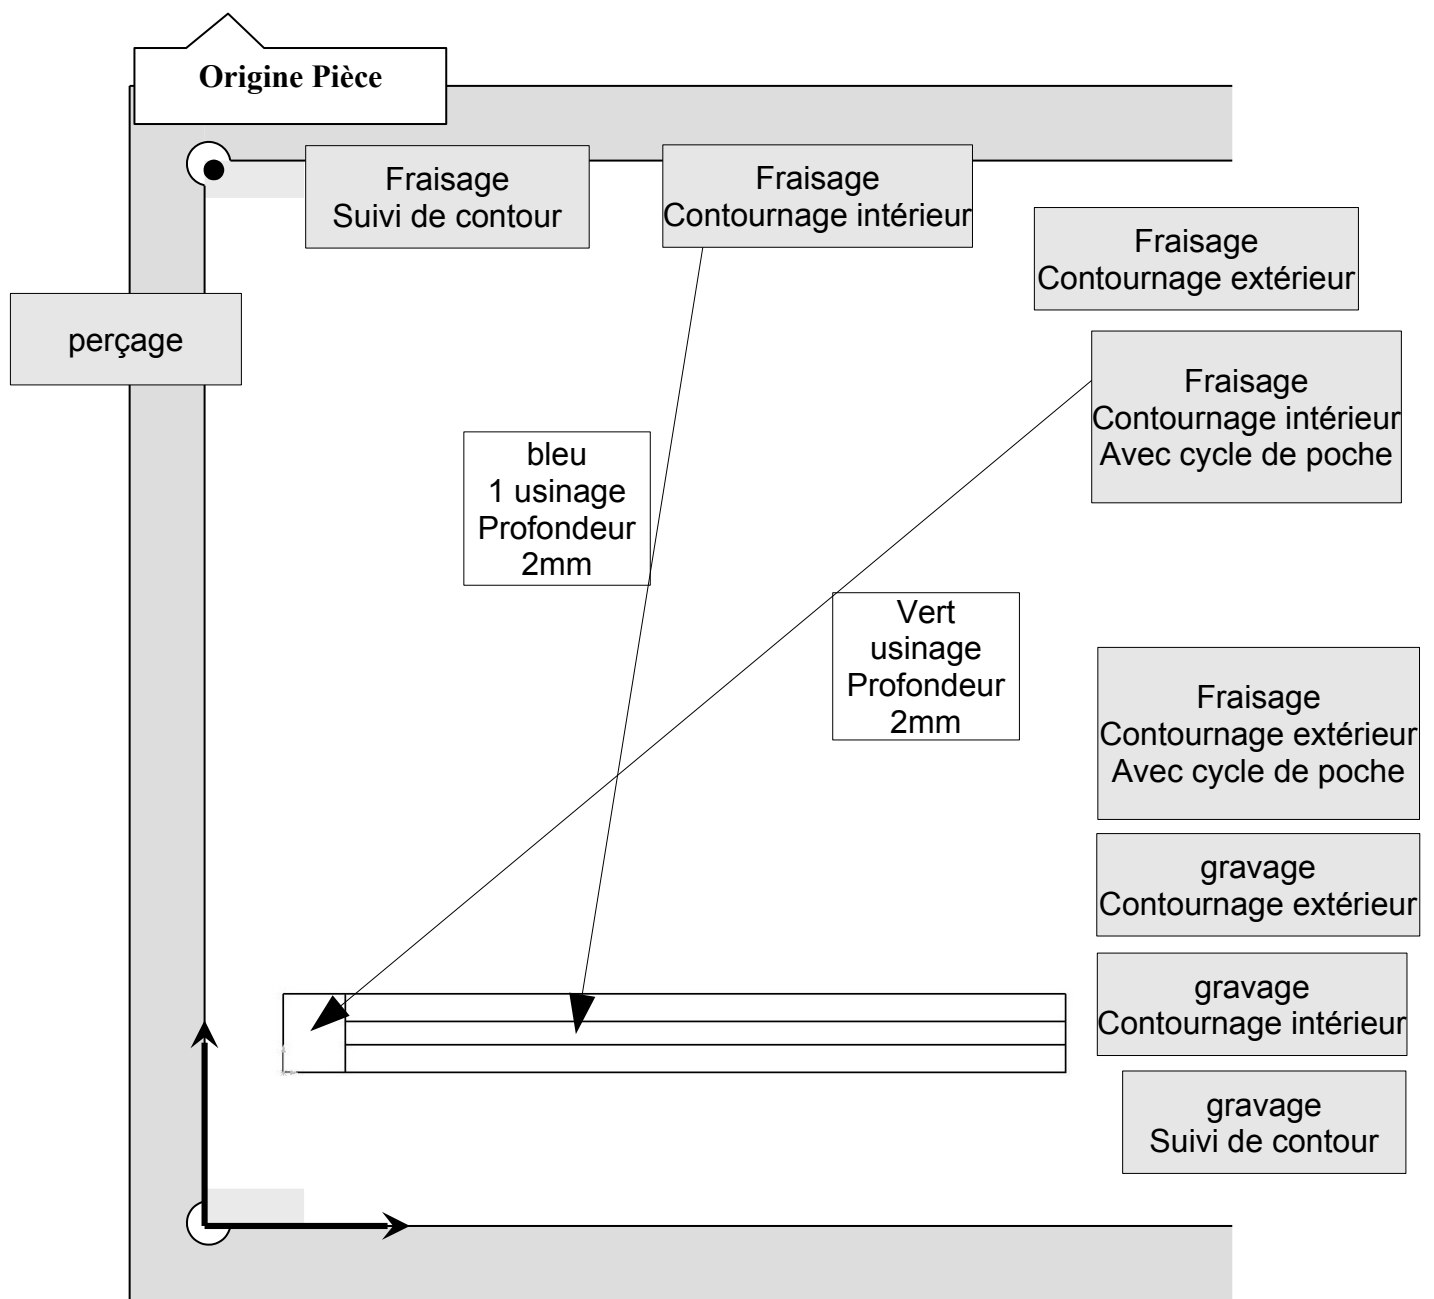 Origine Pièce
Fraisage
Suivi de contour
Fraisage
Contournage intérieur
Fraisage
Contournage extérieur
perçage
Fraisage
Contournage intérieur
Avec cycle de poche
bleu
1 usinage
Profondeur
2mm
Vert
usinage
Profondeur
2mm
Fraisage
Contournage extérieur
Avec cycle de poche
gravage
Contournage extérieur
gravage
Contournage intérieur
gravage
Suivi de contour